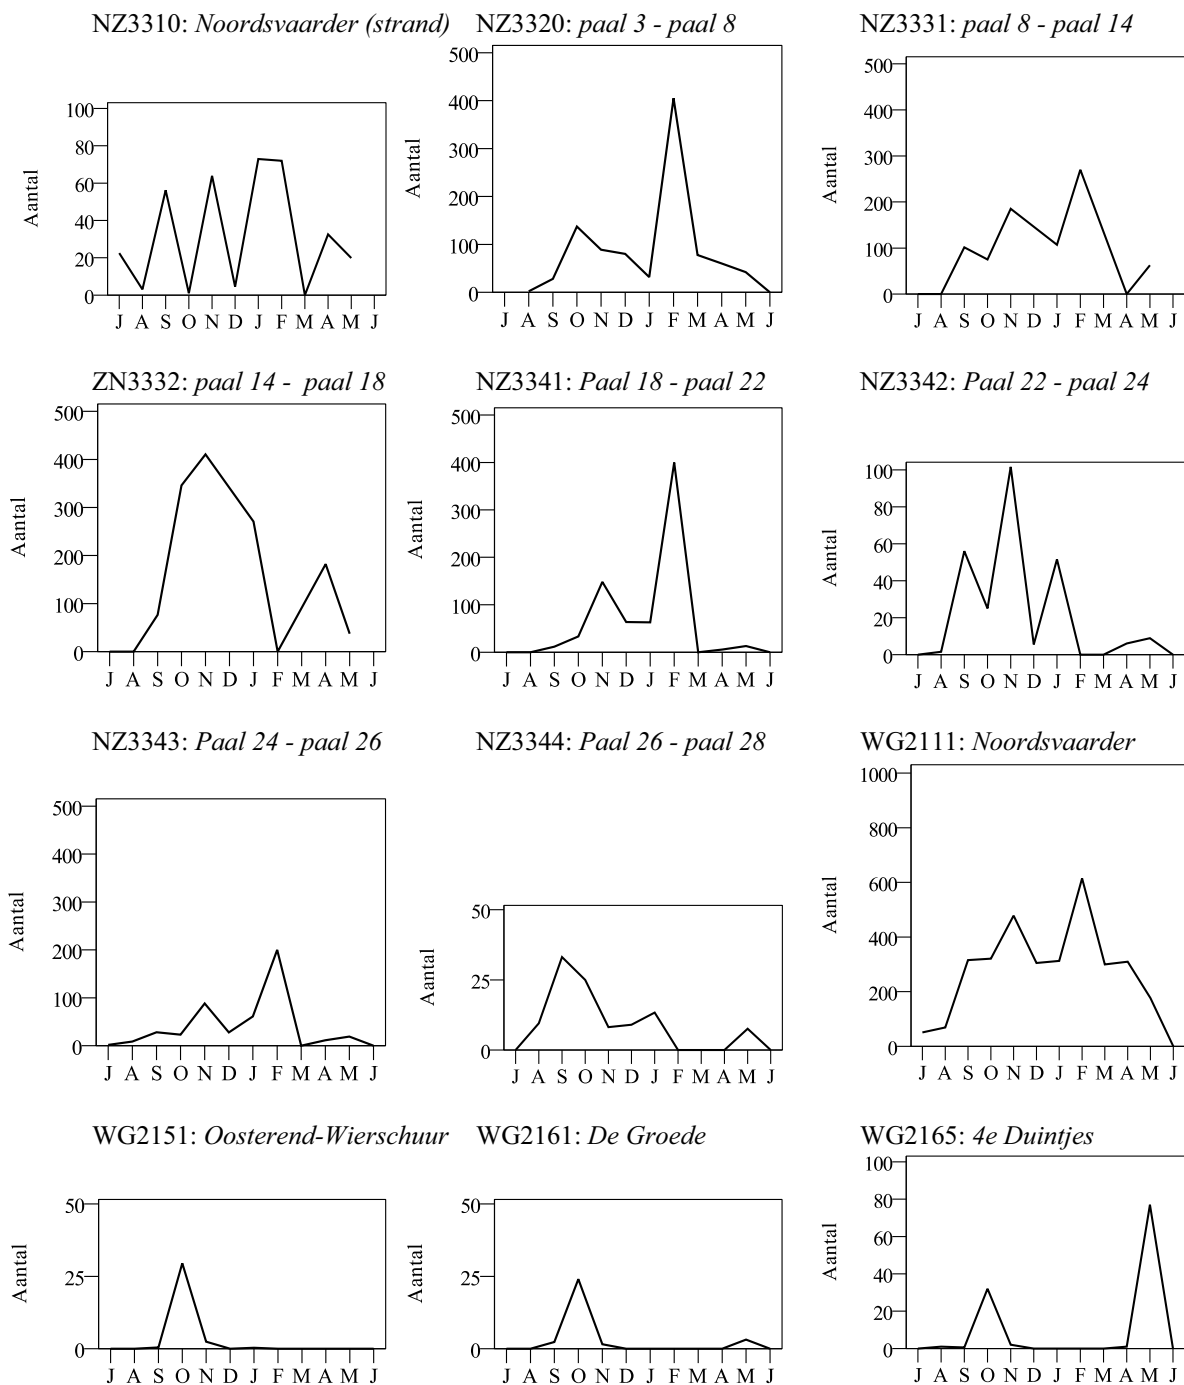 NZ3310: Noordsvaarder (strand)
100
80
60
40
20
0
Aantal
J A S O N D J F M A M J
NZ3320: paal 3 - paal 8
500
400
300
200
100
0
Aantal
J A S O N D J F M A M J
NZ3331: paal 8 - paal 14
500
400
300
200
100
0
Aantal
J A S O N D J F M A M J
ZN3332: paal 14 - paal 18
500
400
300
200
100
0
Aantal
J A S O N D J F M A M J
NZ3341: Paal 18 - paal 22
500
400
300
200
100
0
Aantal
J A S O N D J F M A M J
NZ3342: Paal 22 - paal 24
100
80
60
40
20
0
Aantal
J A S O N D J F M A M J
NZ3343: Paal 24 - paal 26
500
400
300
200
100
0
Aantal
J A S O N D J F M A M J
NZ3344: Paal 26 - paal 28
50
25
0
Aantal
J A S O N D J F M A M J
WG2111: Noordsvaarder
1000
800
600
400
200
0
Aantal
J A S O N D J F M A M J
WG2151: Oosterend-Wierschuur
50
25
0
Aantal
J A S O N D J F M A M J
WG2161: De Groede
50
25
0
Aantal
J A S O N D J F M A M J
WG2165: 4e Duintjes
100
80
60
40
20
0
Aantal
J A S O N D J F M A M J